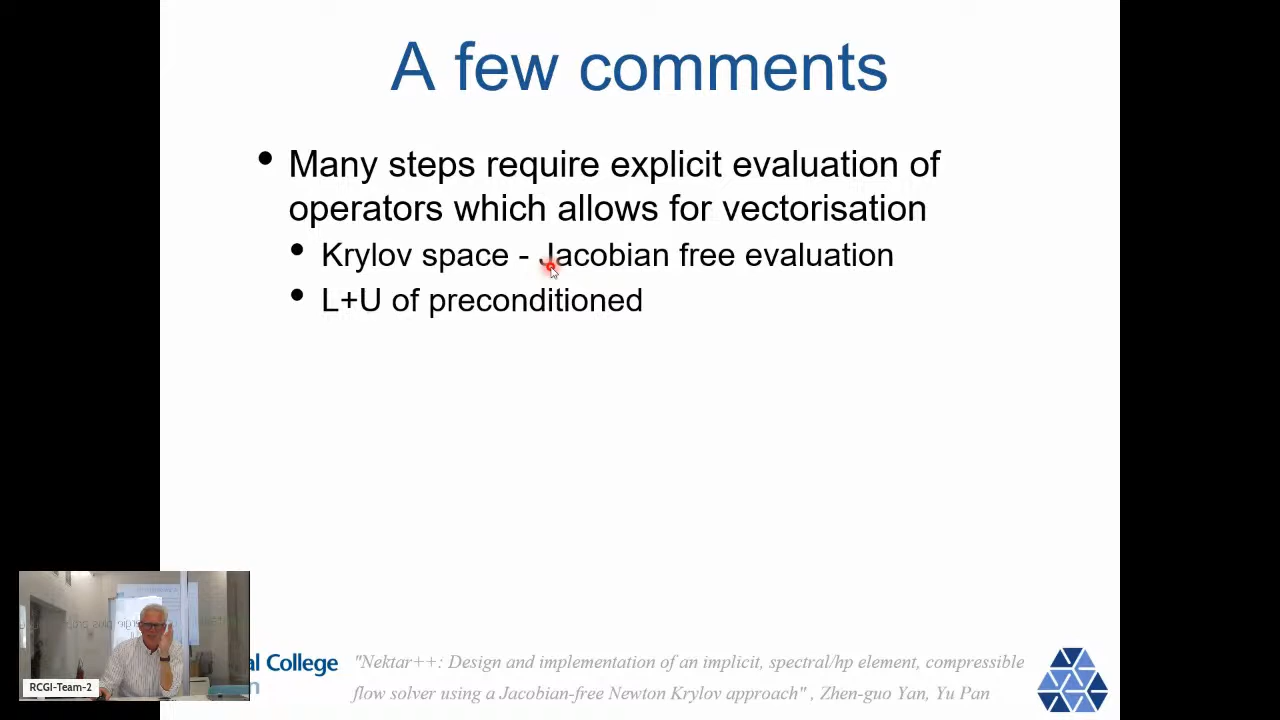 A few comments
• Many steps require explicit evaluation of
operators which allows for vectorisation
• Krylov space - Jacobian free evaluation
• L+U of preconditioned
RCGI-Team-2
College
"Nektar++: Design and implementation of an implicit, spectral/hp element, compressible
flow solver using a Jacobian-free Newton Krylov approach" , Zhen-guo Yan, Yu Pan